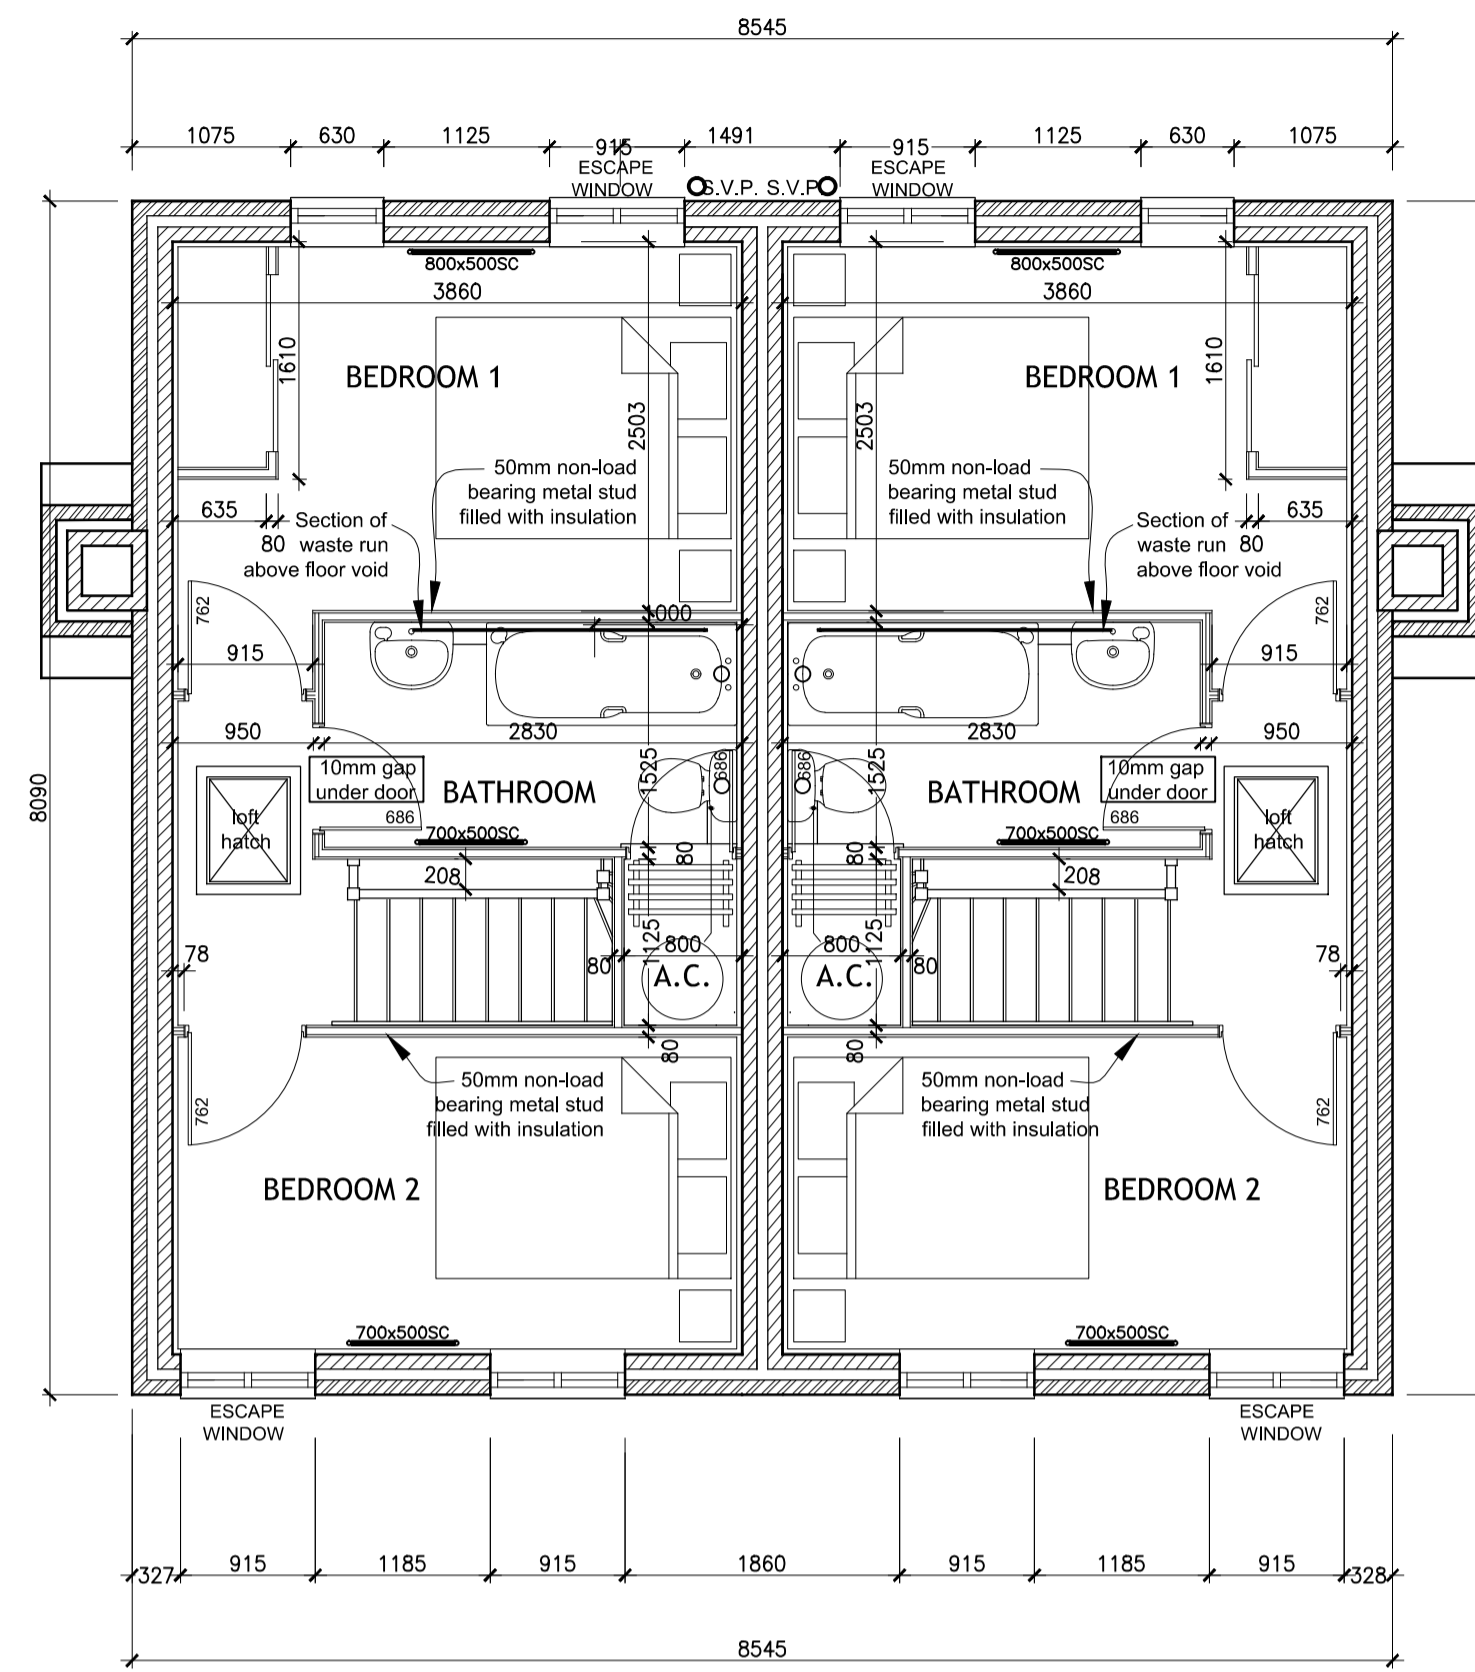 8545
1075 630 1125 915 1491 915 1125 630 1075
ESCAPE
WINDOW
ESCAPE
WINDOW
S.V.P. S.V.P.
800x500SC
800x500SC
3860
3860
1610
1610
BEDROOM 1
BEDROOM 1
2503
2503
50mm non-load
bearing metal stud
filled with insulation
50mm non-load
bearing metal stud
filled with insulation
635
80
Section of
waste run
above floor void
Section of
waste run
above floor void
80
635
762
762
1000
915
915
950
2830
2830
950
8090
10mm gap
under door
10mm gap
under door
BATHROOM
BATHROOM
1525
1525
686
686
686
686
loft
hatch
loft
hatch
700x500SC
700x500SC
208
208
80
80
1125
1125
800
800
80
80
A.C.
A.C.
78
78
80
80
50mm non-load
bearing metal stud
filled with insulation
50mm non-load
bearing metal stud
filled with insulation
762
762
BEDROOM 2
BEDROOM 2
700x500SC
700x500SC
ESCAPE
WINDOW
ESCAPE
WINDOW
327 915 1185 915 1860 915 1185 915 328
8545